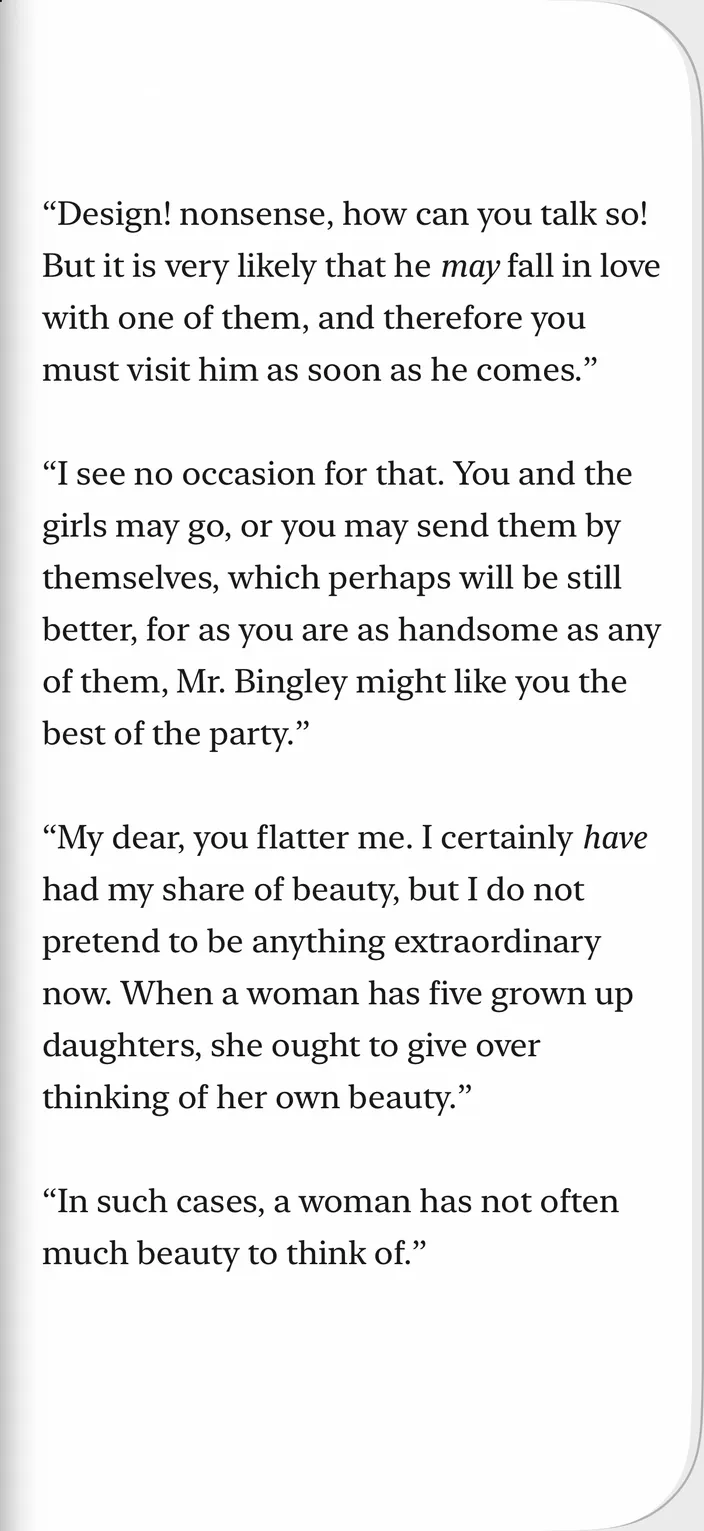 “Design! nonsense, how can you talk so!
But it is very likely that he may fall in love
with one of them, and therefore you
must visit him as soon as he comes.”
“I see no occasion for that. You and the
girls may go, or you may send them by
themselves, which perhaps will be still
better, for as you are as handsome as any
of them, Mr. Bingley might like you the
best of the party.”
“My dear, you flatter me. I certainly have
had my share of beauty, but I do not
pretend to be anything extraordinary
now. When a woman has five grown up
daughters, she ought to give over
thinking of her own beauty.”
“In such cases, a woman has not often
much beauty to think of.”